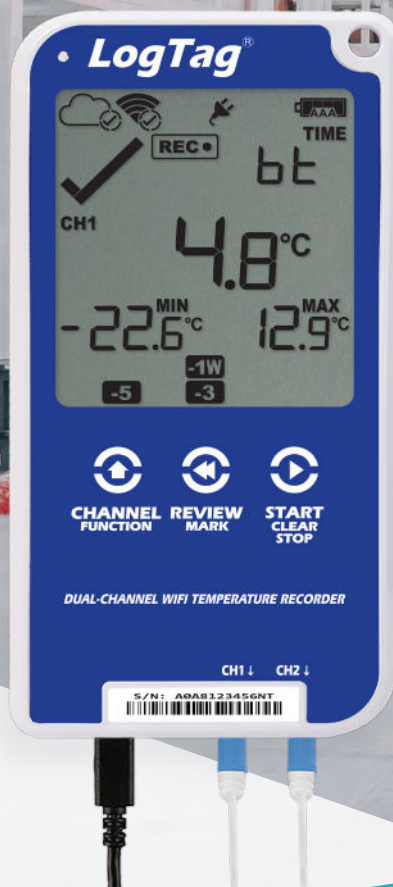 LogTag®
AAA
TIME
REC
bt
CH1
4.8°C
MIN
MAX
-22.6°C
12.9°C
-1W
-5
-3
CHANNEL
FUNCTION
REVIEW
MARK
START
CLEAR
STOP
DUAL-CHANNEL WIFI TEMPERATURE RECORDER
CH1↓ CH2↓
S/N: A0A8123456NT